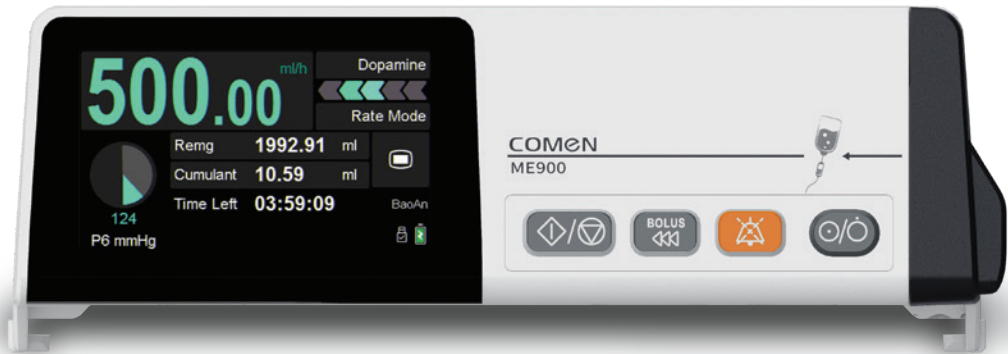 500.00 ml/h
Dopamine
Rate Mode
Remg 1992.91 ml
Cumulant 10.59 ml
Time Left 03:59:09
BaoAn
124
P6 mmHg
COMEN
ME900
BOLUS